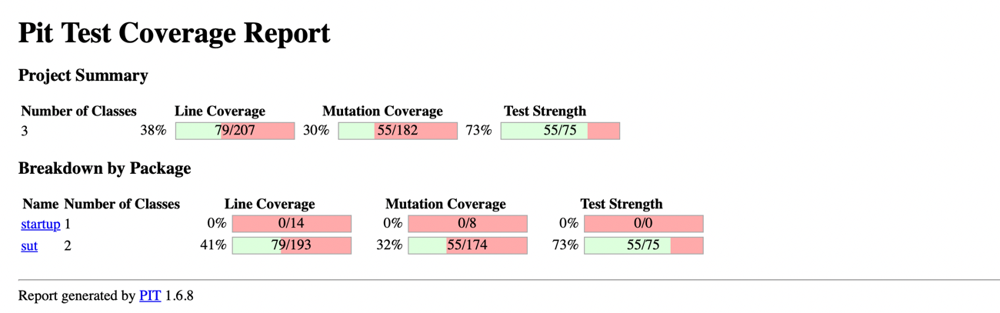 Pit Test Coverage Report
Project Summary
Number of Classes Line Coverage Mutation Coverage Test Strength
3 38% 79/207 30% 55/182 73% 55/75
Breakdown by Package
Name Number of Classes Line Coverage Mutation Coverage Test Strength
startup 1 0% 0/14 0% 0/8 0% 0/0
sut 2 41% 79/193 32% 55/174 73% 55/75
Report generated by PIT 1.6.8